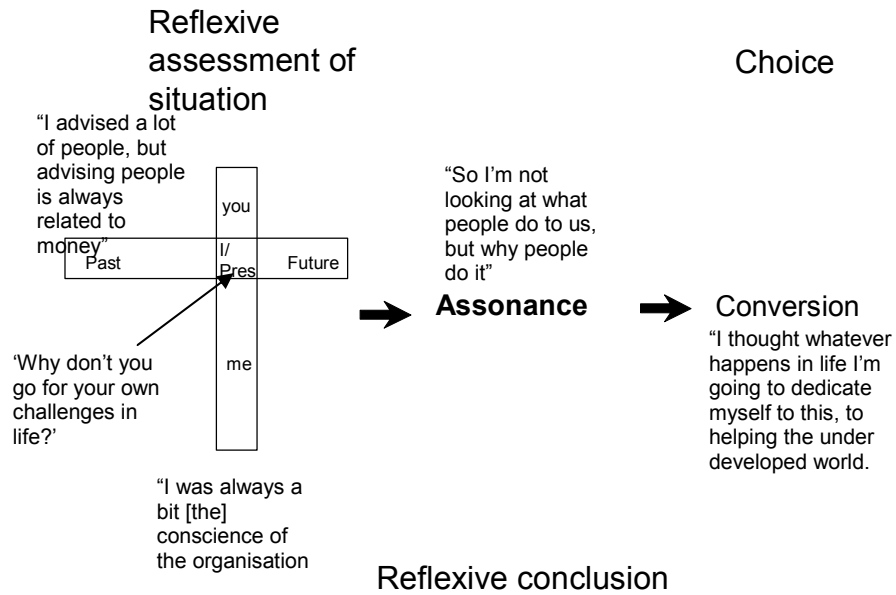 Reflexive
assessment of
situation
Choice
“I advised a lot
of people, but
advising people
is always
related to
money”
you
Past
I/
Pres
Future
me
‘Why don’t you
go for your own
challenges in
life?’
“I was always a
bit [the]
conscience of
the organisation
“So I’m not
looking at what
people do to us,
but why people
do it”
Assonance
Conversion
“I thought whatever
happens in life I’m
going to dedicate
myself to this, to
helping the under
developed world.
Reflexive conclusion